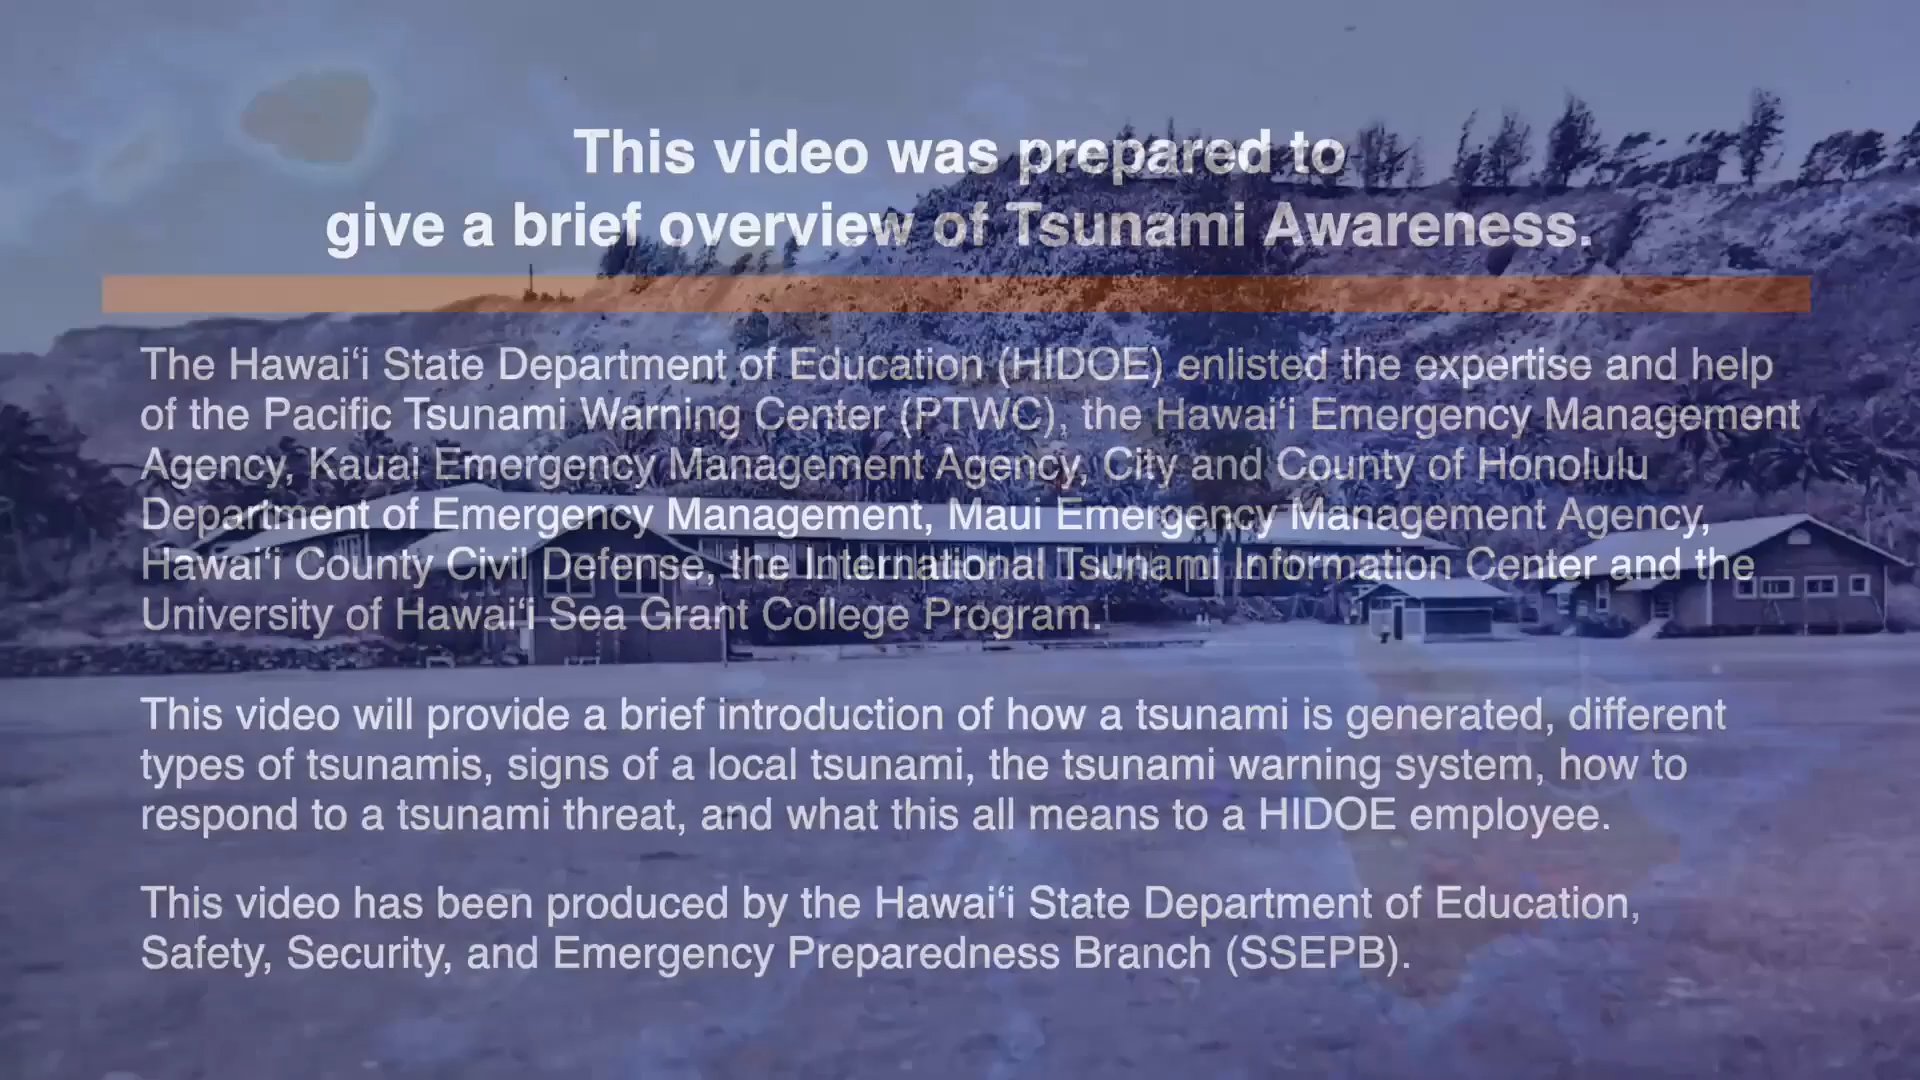 This video was prepared to
give a brief overview of Tsunami Awareness.
The Hawaiʻi State Department of Education (HIDOE) enlisted the expertise and help
of the Pacific Tsunami Warning Center (PTWC), the Hawaiʻi Emergency Management
Agency, Kauai Emergency Management Agency, City and County of Honolulu
Department of Emergency Management, Maui Emergency Management Agency,
Hawaiʻi County Civil Defense, the International Tsunami Information Center and the
University of Hawaiʻi Sea Grant College Program.
This video will provide a brief introduction of how a tsunami is generated, different
types of tsunamis, signs of a local tsunami, the tsunami warning system, how to
respond to a tsunami threat, and what this all means to a HIDOE employee.
This video has been produced by the Hawaiʻi State Department of Education,
Safety, Security, and Emergency Preparedness Branch (SSEPB).